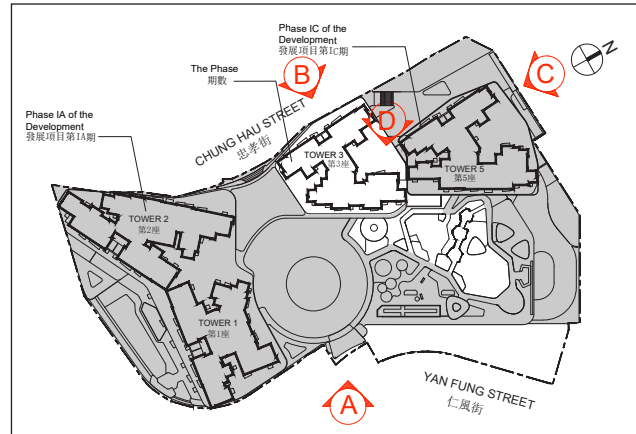 Phase IC of the
Development
發展項目第IC期
B
C
N
The Phase
期數
Phase IA of the
Development
發展項目第IA期
CHUNG HAU STREET
忠孝街
D
TOWER 3
第3座
TOWER 5
第5座
TOWER 2
第2座
TOWER 1
第1座
A
YAN FUNG STREET
仁風街